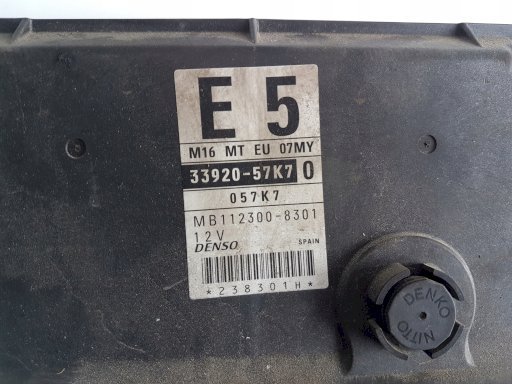 E 5
M16 MT EU 07MY
33920-57K7 0
057K7
MB112300-8301
12V
DENSO SPAIN
*238301H*
NITTO DENKO